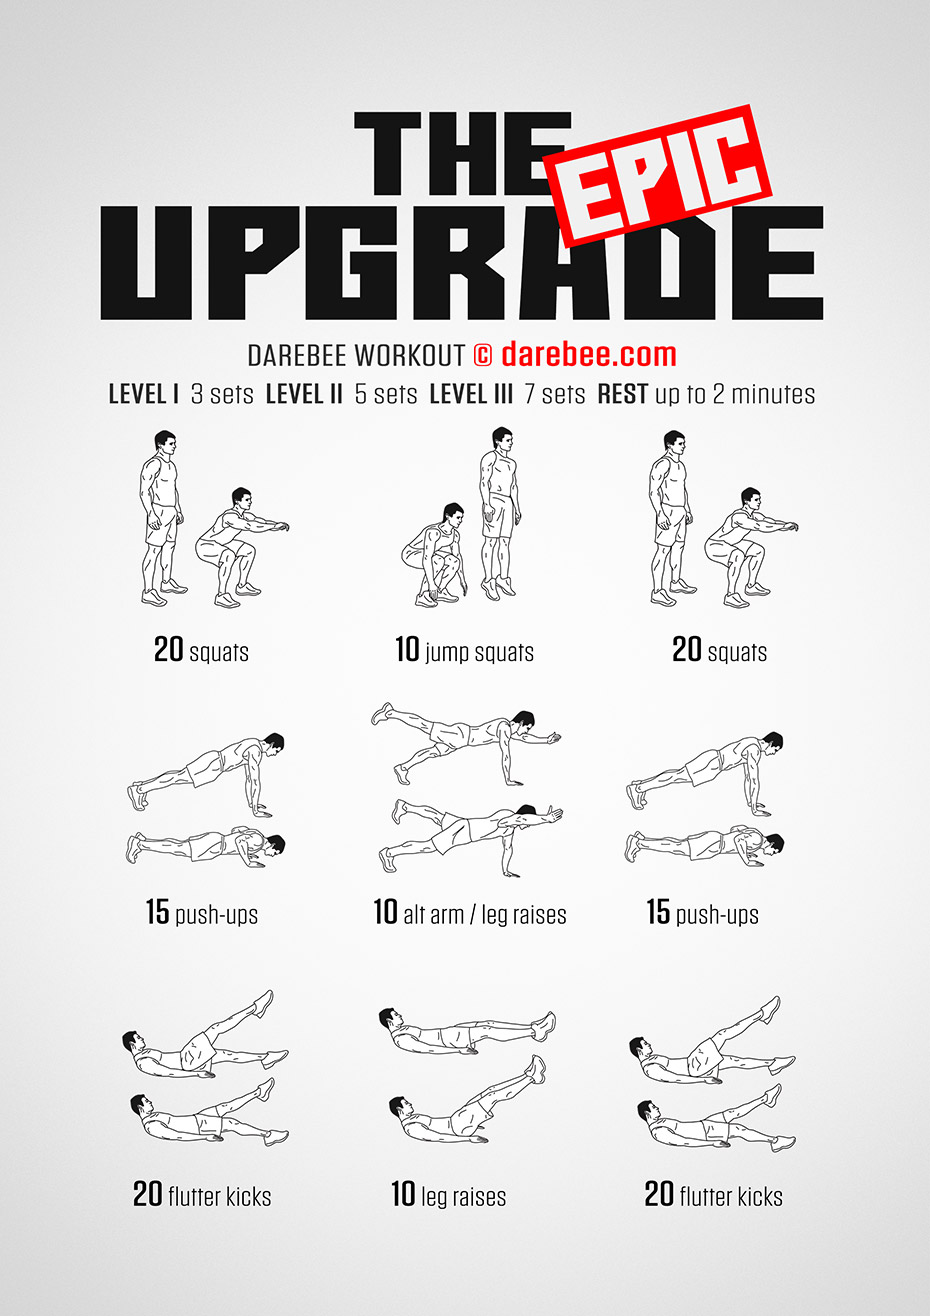 THE
EPIC
UPGRADE
DAREBEE WORKOUT © darebee.com
LEVEL I 3 sets LEVEL II 5 sets LEVEL III 7 sets REST up to 2 minutes
20 squats 10 jump squats 20 squats
15 push-ups 10 alt arm / leg raises 15 push-ups
20 flutter kicks 10 leg raises 20 flutter kicks